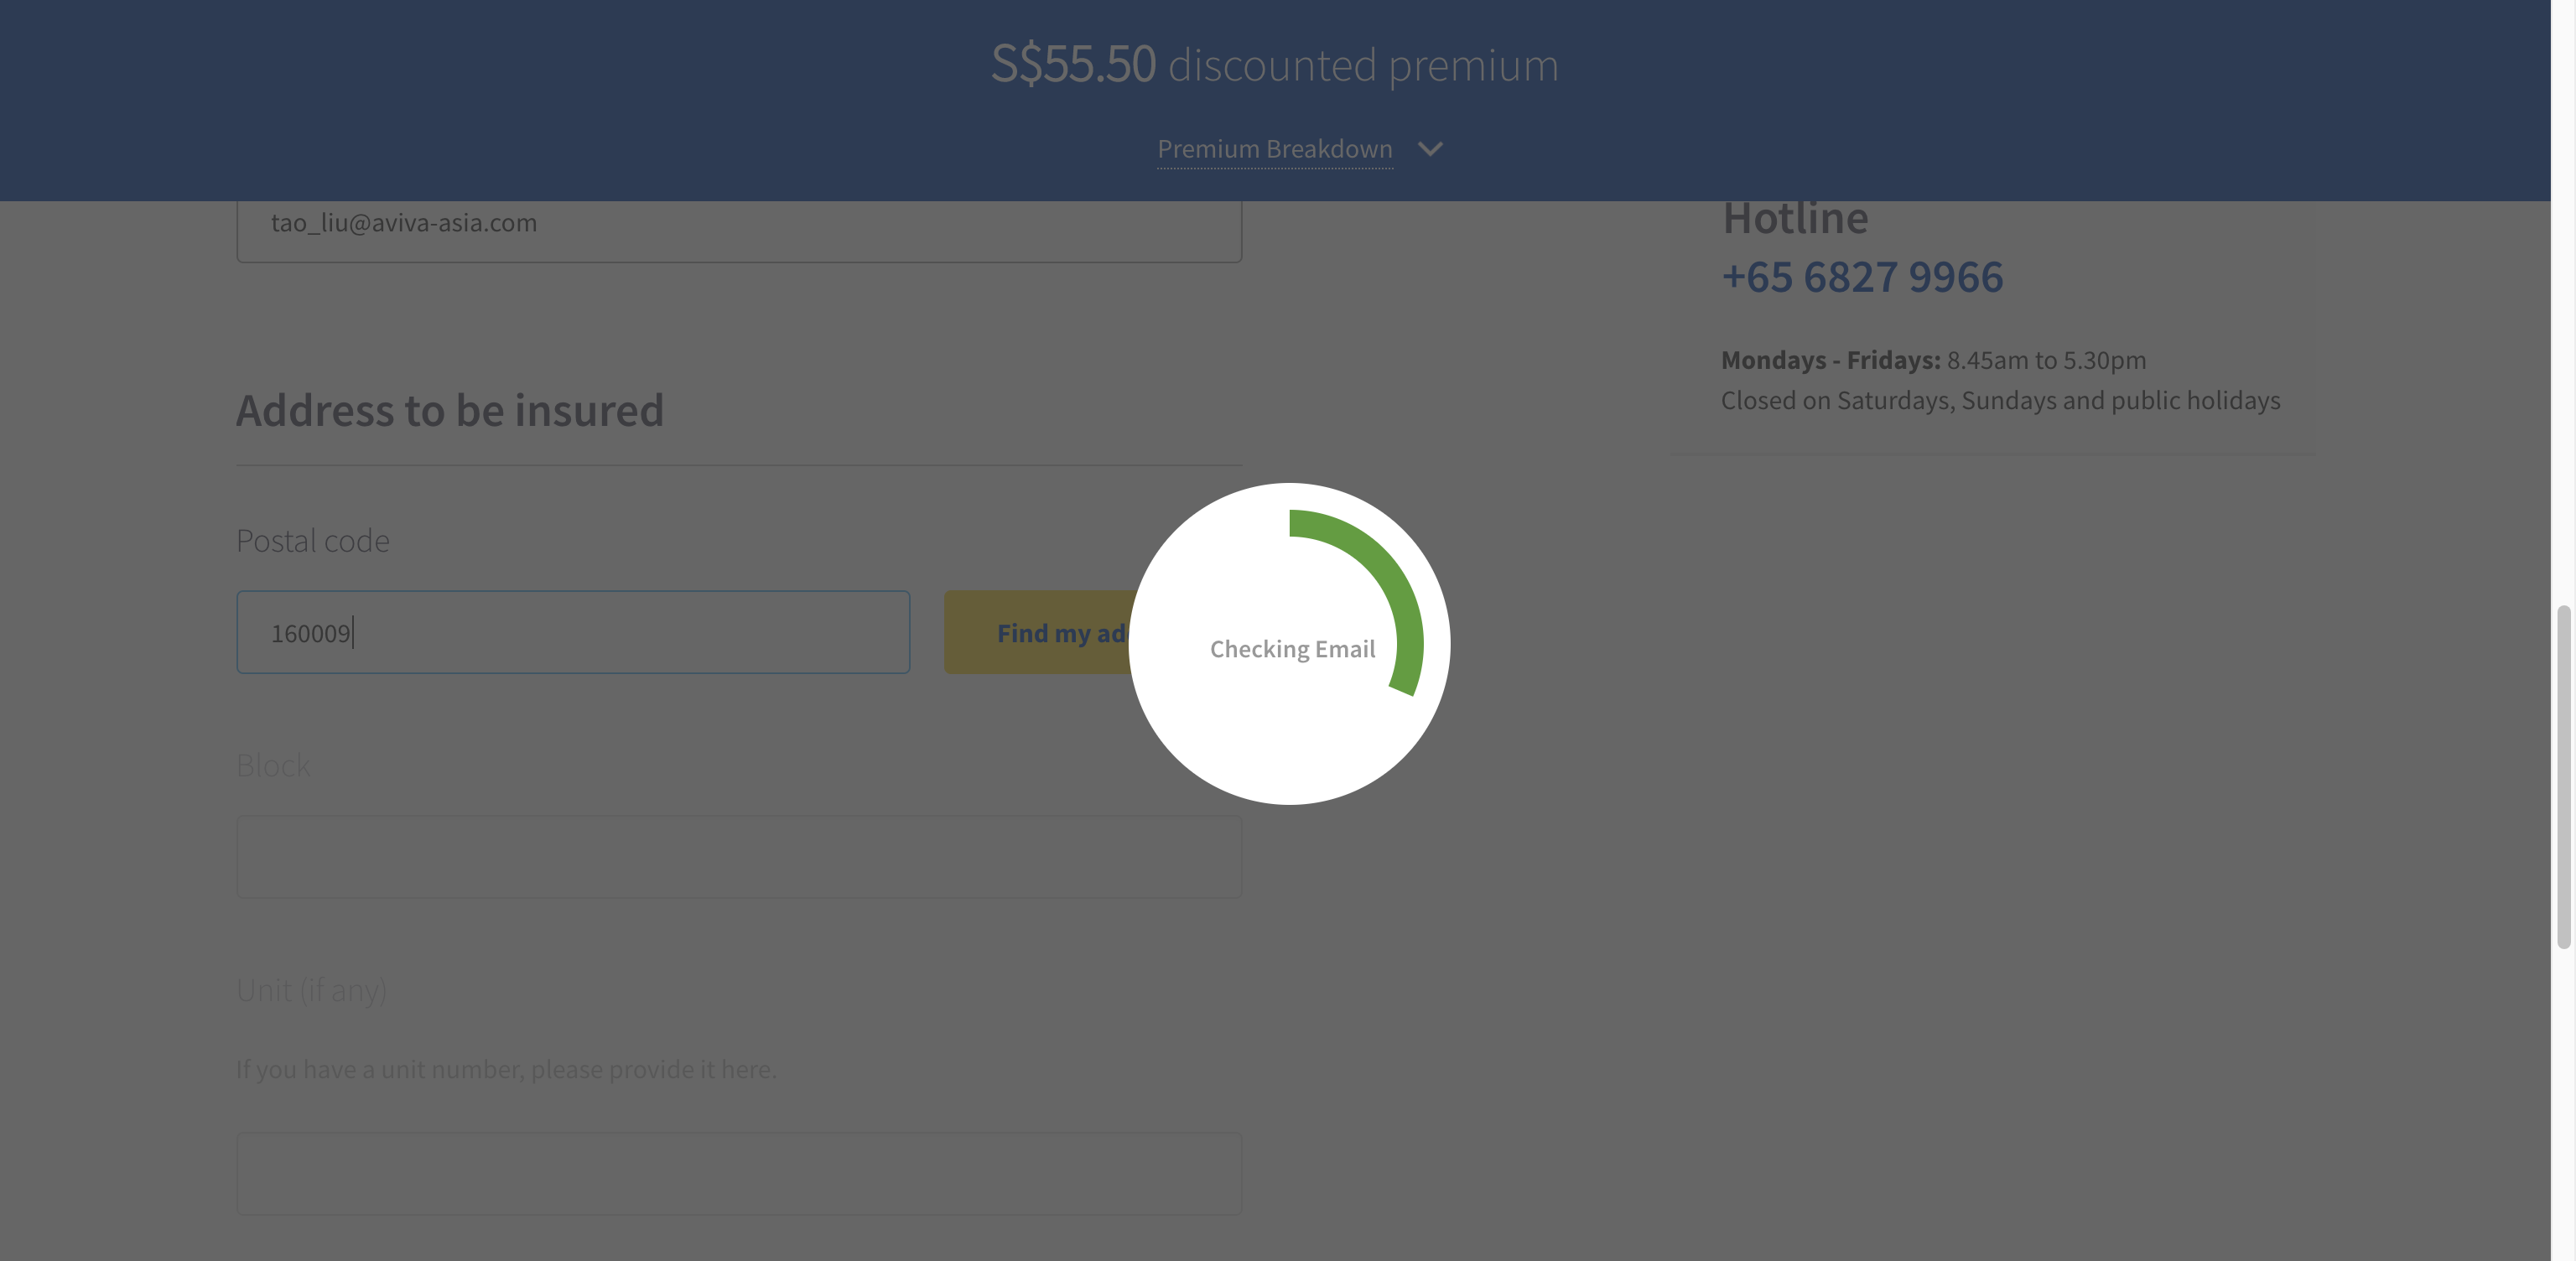 S$55.50 discounted premium
Premium Breakdown
tao_liu@aviva-asia.com
Hotline
+65 6827 9966
Mondays - Fridays: 8.45am to 5.30pm
Closed on Saturdays, Sundays and public holidays
Address to be insured
Postal code
160009
Find my ad
Checking Email
Block
Unit (if any)
If you have a unit number, please provide it here.